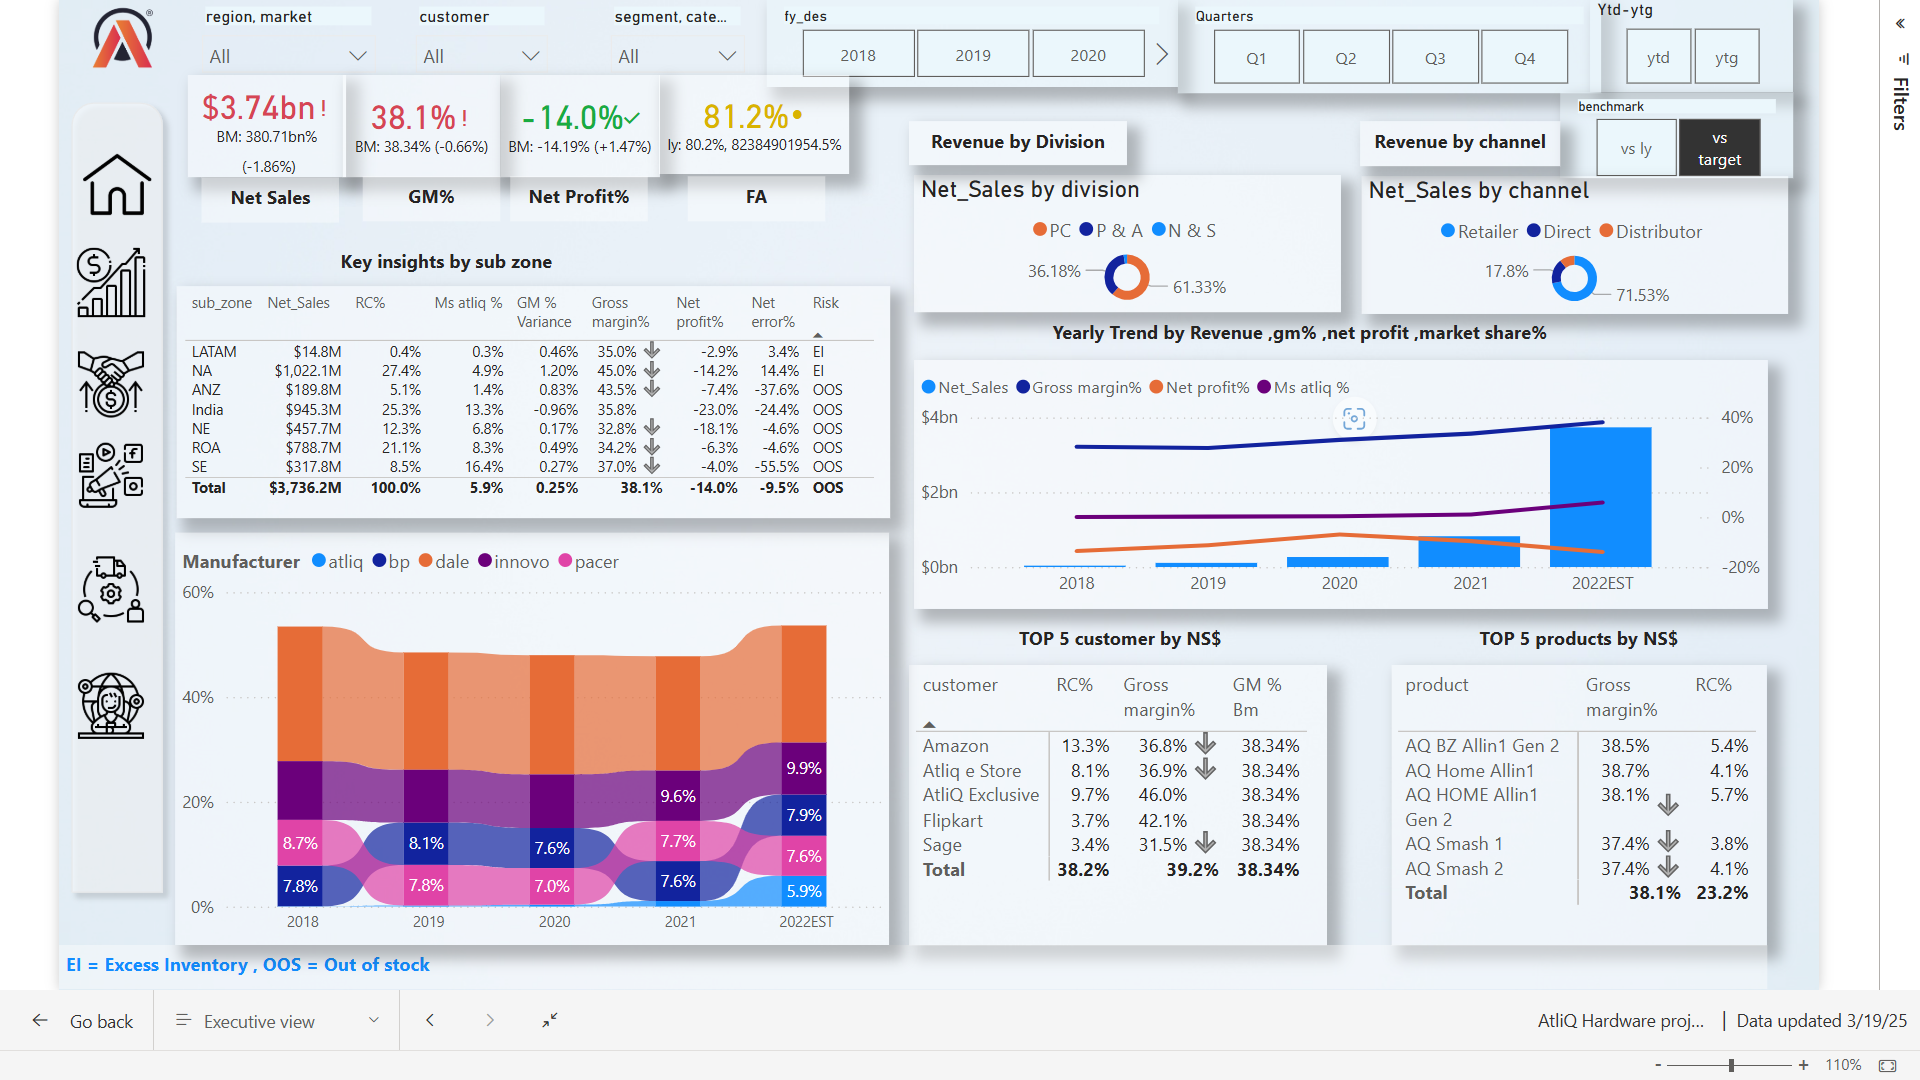 region, market
customer
segment, cate...
fy_des
Quarters
Ytd-ytg
All
All
All
2018
2019
2020
Q1
Q2
Q3
Q4
ytd
ytg
$3.74bn!
BM: 380.71bn%
(-1.86%)
38.1%!
BM: 38.34% (-0.66%)
-14.0%
BM: -14.19% (+1.47%)
81.2%
ly: 80.2%, 82384901954.5%
Net Sales
GM%
Net Profit%
FA
benchmark
vs ly
vs
target
Filters
Revenue by Division
Revenue by channel
Net_Sales by division
PC P & A N & S
36.18%
61.33%
Net_Sales by channel
Retailer Direct Distributor
17.8%
71.53%
Key insights by sub zone
sub_zone Net_Sales RC% Ms atliq % GM % Variance Gross margin% Net profit% Net error% Risk
LATAM $14.8M 0.4% 0.3% 0.46% 35.0% -2.9% 3.4% EI
NA $1,022.1M 27.4% 4.9% 1.20% 45.0% -14.2% 14.4% EI
ANZ $189.8M 5.1% 1.4% 0.83% 43.5% -7.4% -37.6% OOS
India $945.3M 25.3% 13.3% -0.96% 35.8% -23.0% -24.4% OOS
NE $457.7M 12.3% 6.8% 0.17% 32.8% -18.1% -4.6% OOS
ROA $788.7M 21.1% 8.3% 0.49% 34.2% -6.3% -4.6% OOS
SE $317.8M 8.5% 16.4% 0.27% 37.0% -4.0% -55.5% OOS
Total $3,736.2M 100.0% 5.9% 0.25% 38.1% -14.0% -9.5% OOS
Yearly Trend by Revenue ,gm% ,net profit ,market share%
Net_Sales Gross margin% Net profit% Ms atliq %
$4bn
$2bn
$0bn
40%
20%
0%
-20%
2018 2019 2020 2021 2022EST
Manufacturer atliq bp dale innovo pacer
60%
40%
20%
0%
8.7%
7.8%
8.1%
7.8%
7.6%
7.0%
9.6%
7.7%
7.6%
9.9%
7.9%
7.6%
5.9%
2018 2019 2020 2021 2022EST
TOP 5 customer by NS$
customer RC% Gross margin% GM % Bm
Amazon 13.3% 36.8% 38.34%
Atliq e Store 8.1% 36.9% 38.34%
AtliQ Exclusive 9.7% 46.0% 38.34%
Flipkart 3.7% 42.1% 38.34%
Sage 3.4% 31.5% 38.34%
Total 38.2% 39.2% 38.34%
TOP 5 products by NS$
product Gross margin% RC%
AQ BZ Allin1 Gen 2 38.5% 5.4%
AQ Home Allin1 38.7% 4.1%
AQ HOME Allin1 38.1% 5.7%
Gen 2
AQ Smash 1 37.4% 3.8%
AQ Smash 2 37.4% 4.1%
Total 38.1% 23.2%
EI = Excess Inventory , OOS = Out of stock
Go back
Executive view
AtliQ Hardware proj... | Data updated 3/19/25
- + 110%